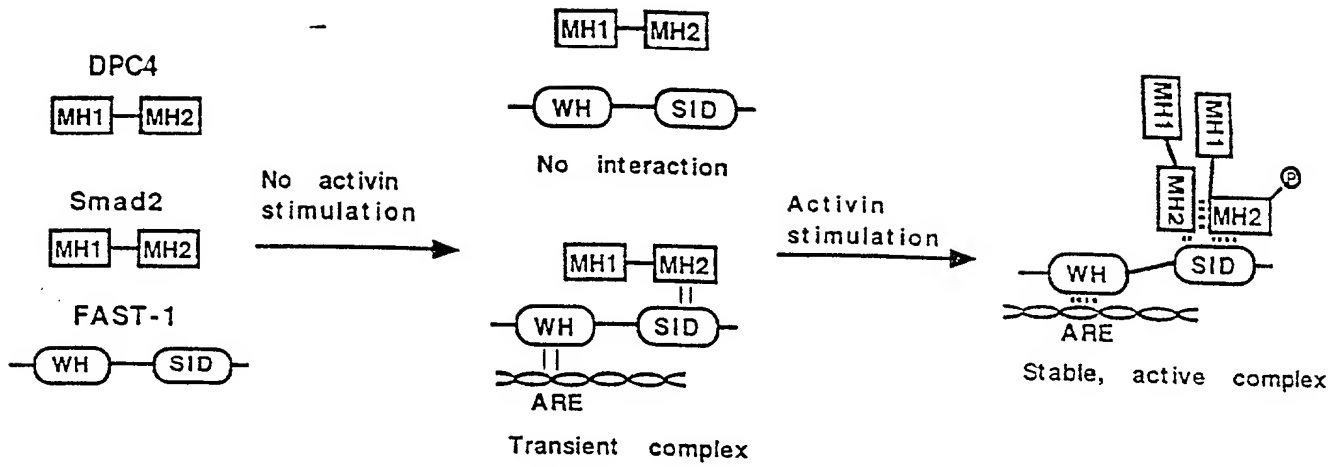 DPC4
MH1 MH2
Smad2
MH1 MH2
FAST-1
WH SID
No activin
stimulation
MH1 MH2
WH SID
No interaction
MH1 MH2
WH SID
ARE
Transient complex
Activin
stimulation
MH1 MH1
MH2 MH2 P
WH SID
ARE
Stable, active complex